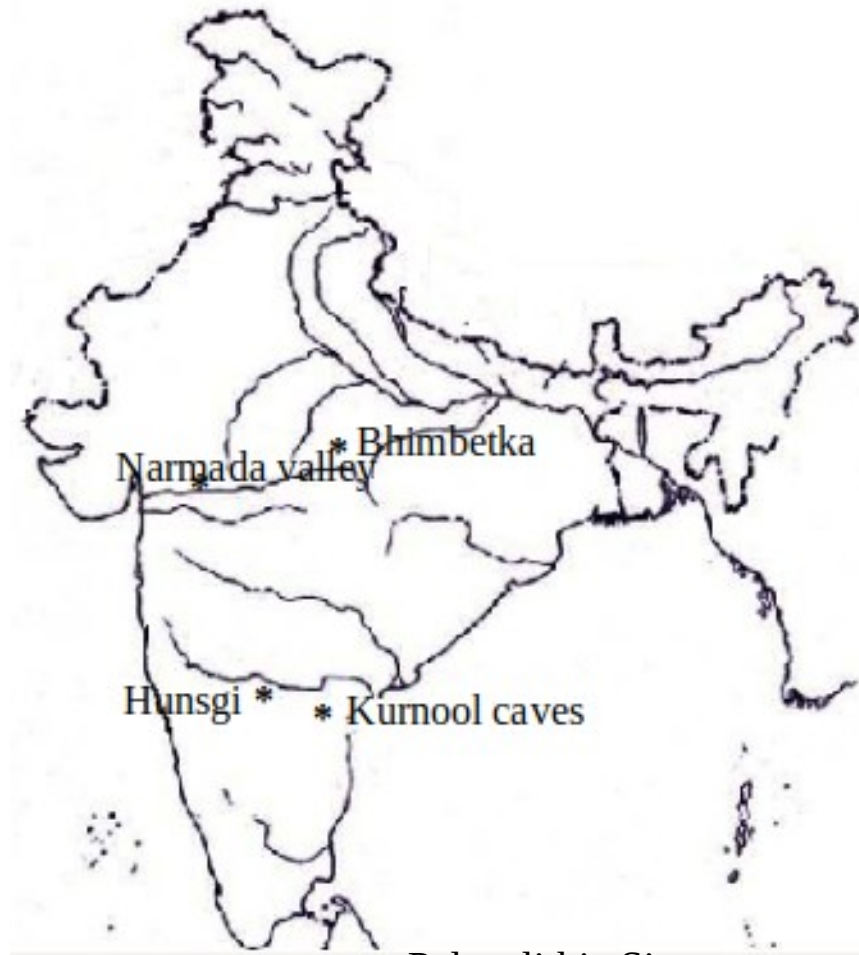 * Bhimbetka
Narmada valley
*
Hunsgi *
* Kurnool caves